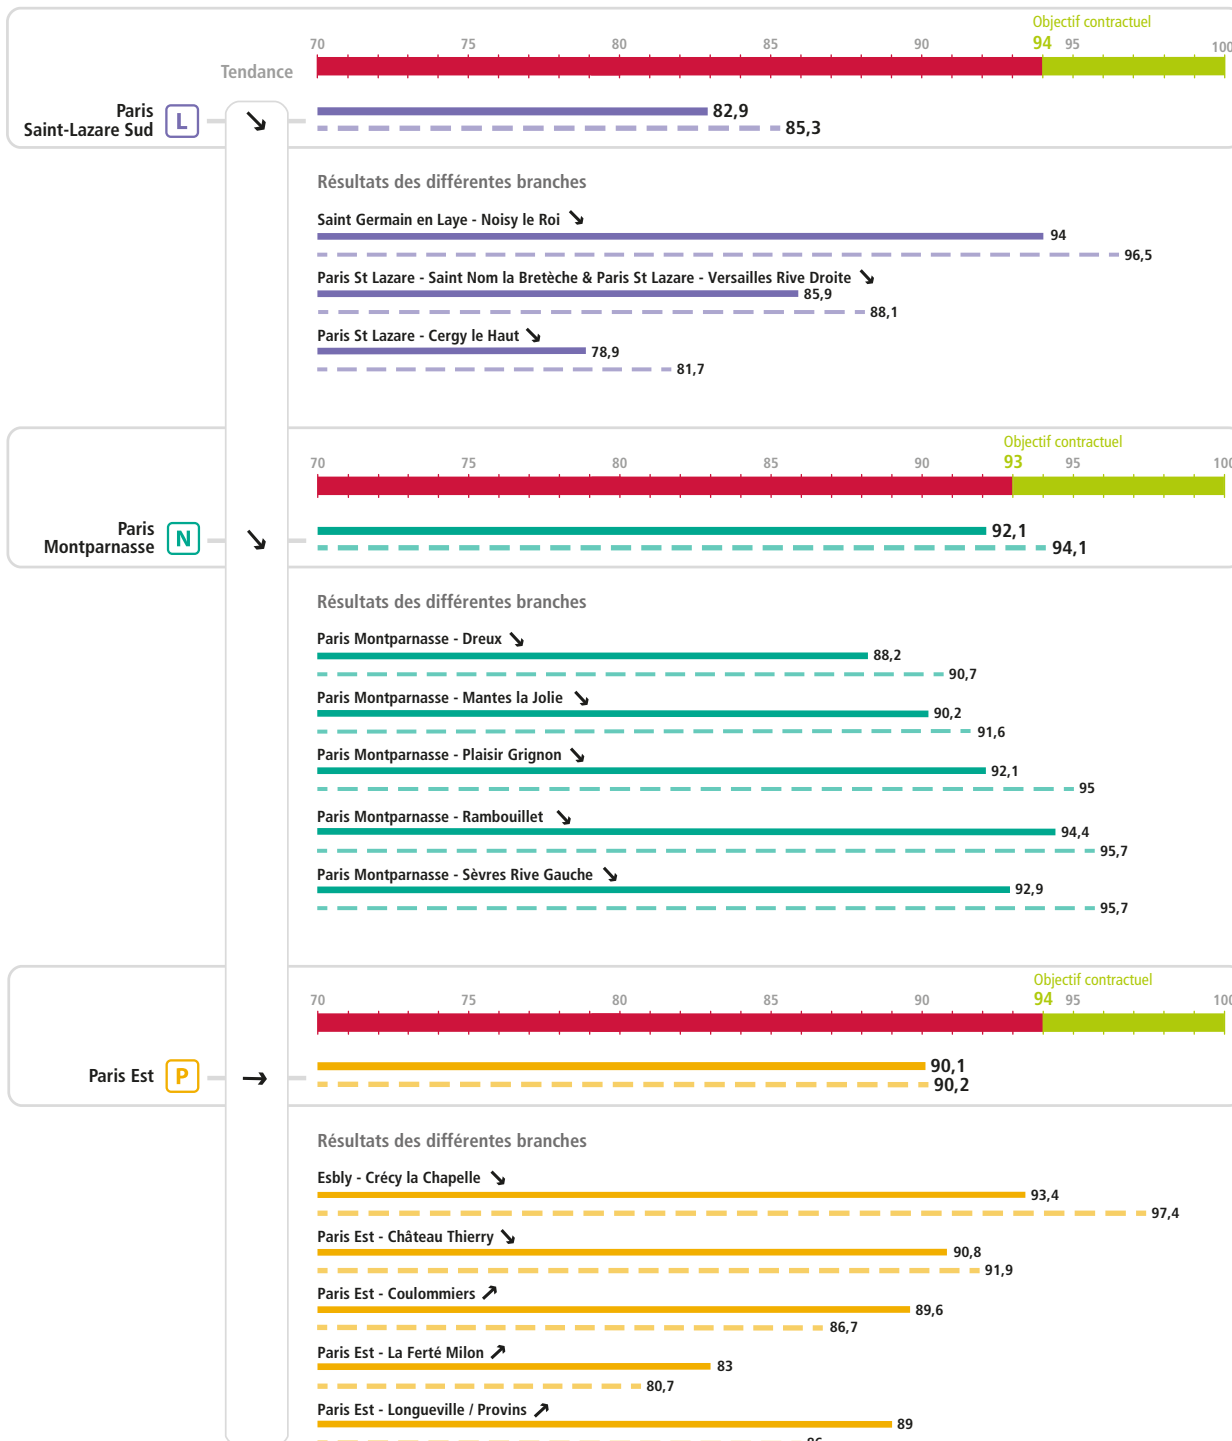 Objectif contractuel
70 75 80 85 90 94 95 100
Tendance
Paris
Saint-Lazare Sud
L
82,9
85,3
Résultats des différentes branches
Saint Germain en Laye - Noisy le Roi
94
96,5
Paris St Lazare - Saint Nom la Bretèche & Paris St Lazare - Versailles Rive Droite
85,9
88,1
Paris St Lazare - Cergy le Haut
78,9
81,7
Objectif contractuel
70 75 80 85 90 93 95 100
Paris
Montparnasse
N
92,1
94,1
Résultats des différentes branches
Paris Montparnasse - Dreux
88,2
90,7
Paris Montparnasse - Mantes la Jolie
90,2
91,6
Paris Montparnasse - Plaisir Grignon
92,1
95
Paris Montparnasse - Rambouillet
94,4
95,7
Paris Montparnasse - Sèvres Rive Gauche
92,9
95,7
Objectif contractuel
70 75 80 85 90 94 95 100
Paris Est
P
90,1
90,2
Résultats des différentes branches
Esbly - Crécy la Chapelle
93,4
97,4
Paris Est - Château Thierry
90,8
91,9
Paris Est - Coulommiers
89,6
86,7
Paris Est - La Ferté Milon
83
80,7
Paris Est - Longueville / Provins
89